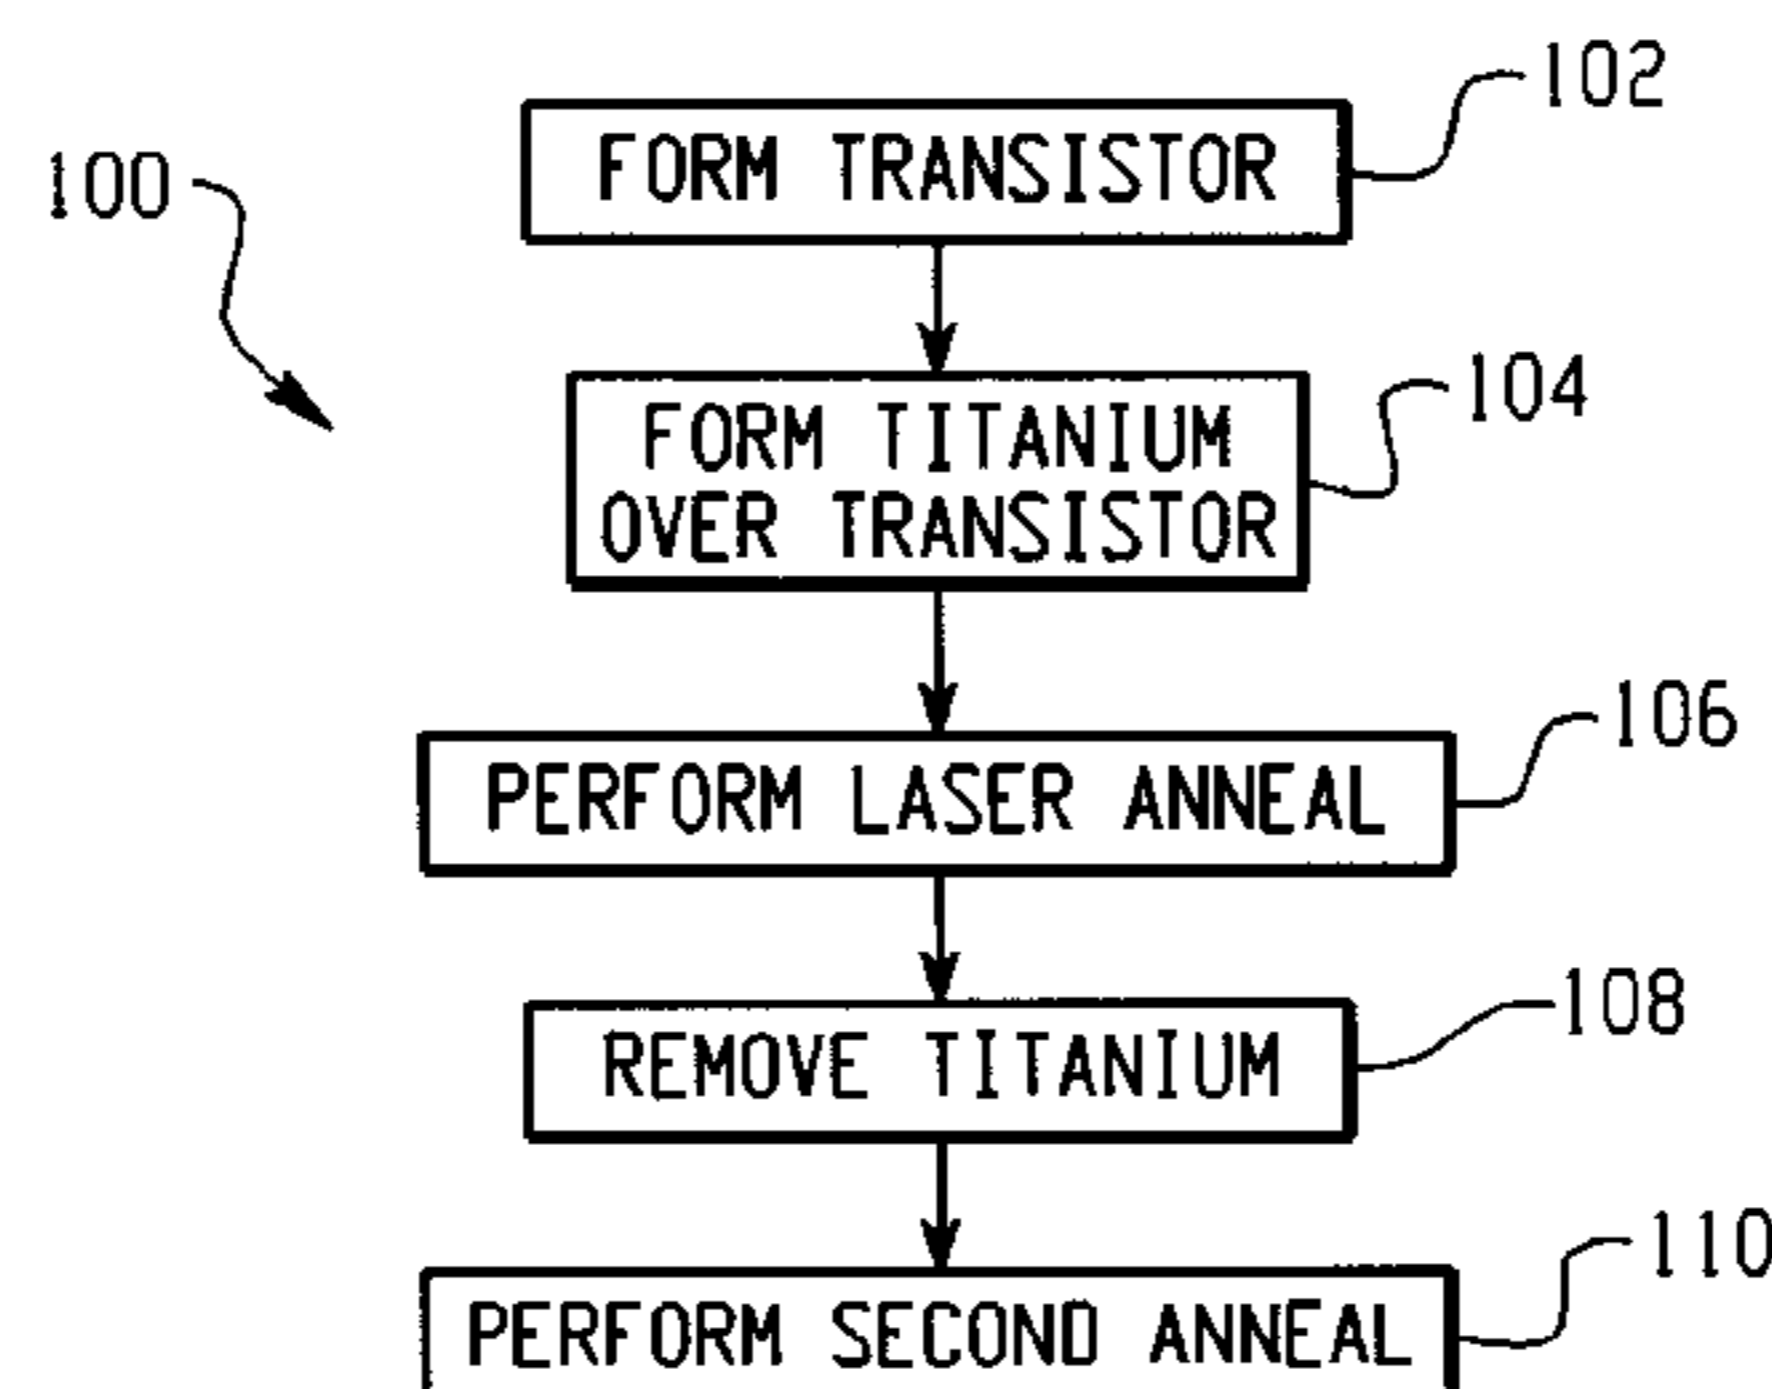 102
100
FORM TRANSISTOR
104
FORM TITANIUM
OVER TRANSISTOR
106
PERFORM LASER ANNEAL
108
REMOVE TITANIUM
110
PERFORM SECOND ANNEAL